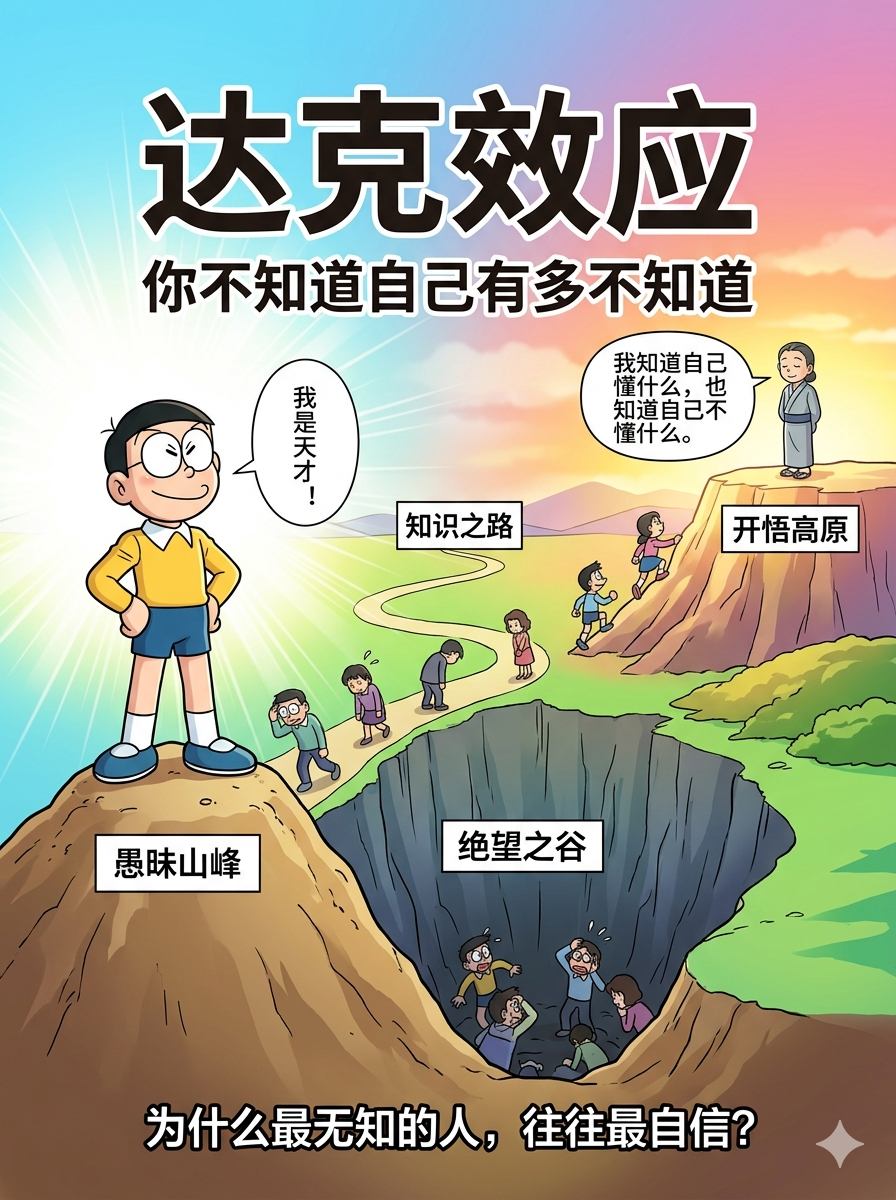 达克效应
你不知道自己有多不知道
我是天才！
我知道自己
懂什么，也
知道自己不
懂什么。
知识之路
开悟高原
愚昧山峰
绝望之谷
为什么最无知的人，往往最自信？